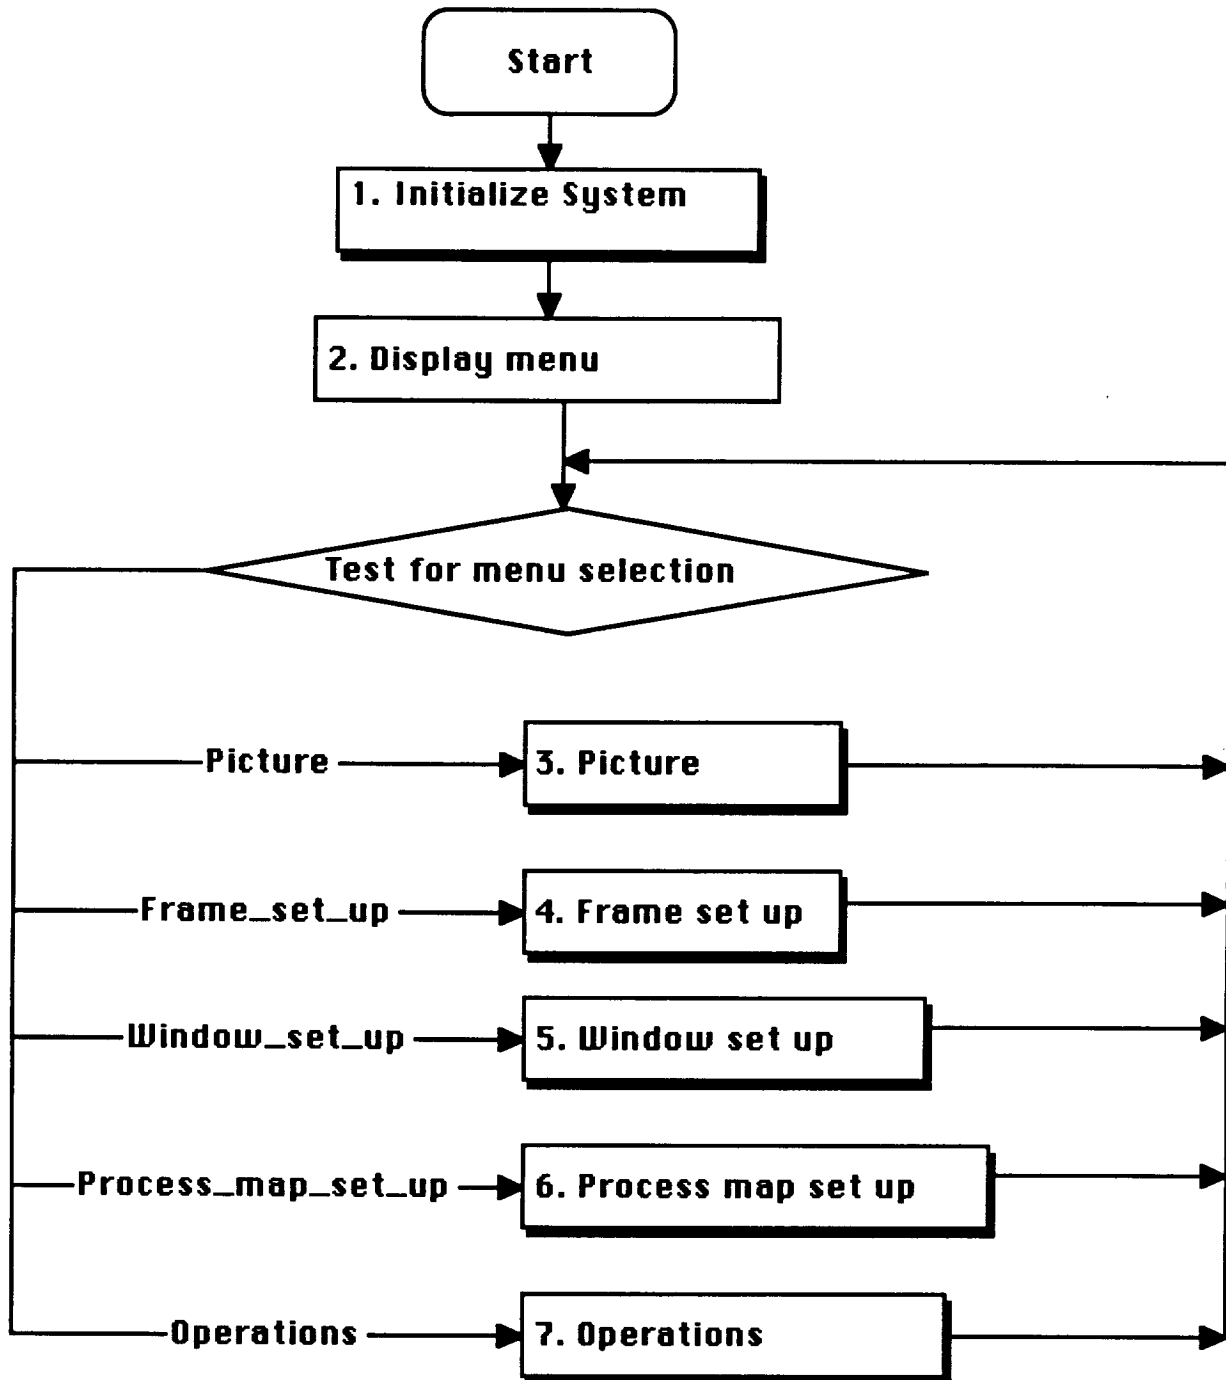 Start
1. Initialize System
2. Display menu
Test for menu selection
Picture
3. Picture
Frame_set_up
4. Frame set up
Window_set_up
5. Window set up
Process_map_set_up
6. Process map set up
Operations
7. Operations